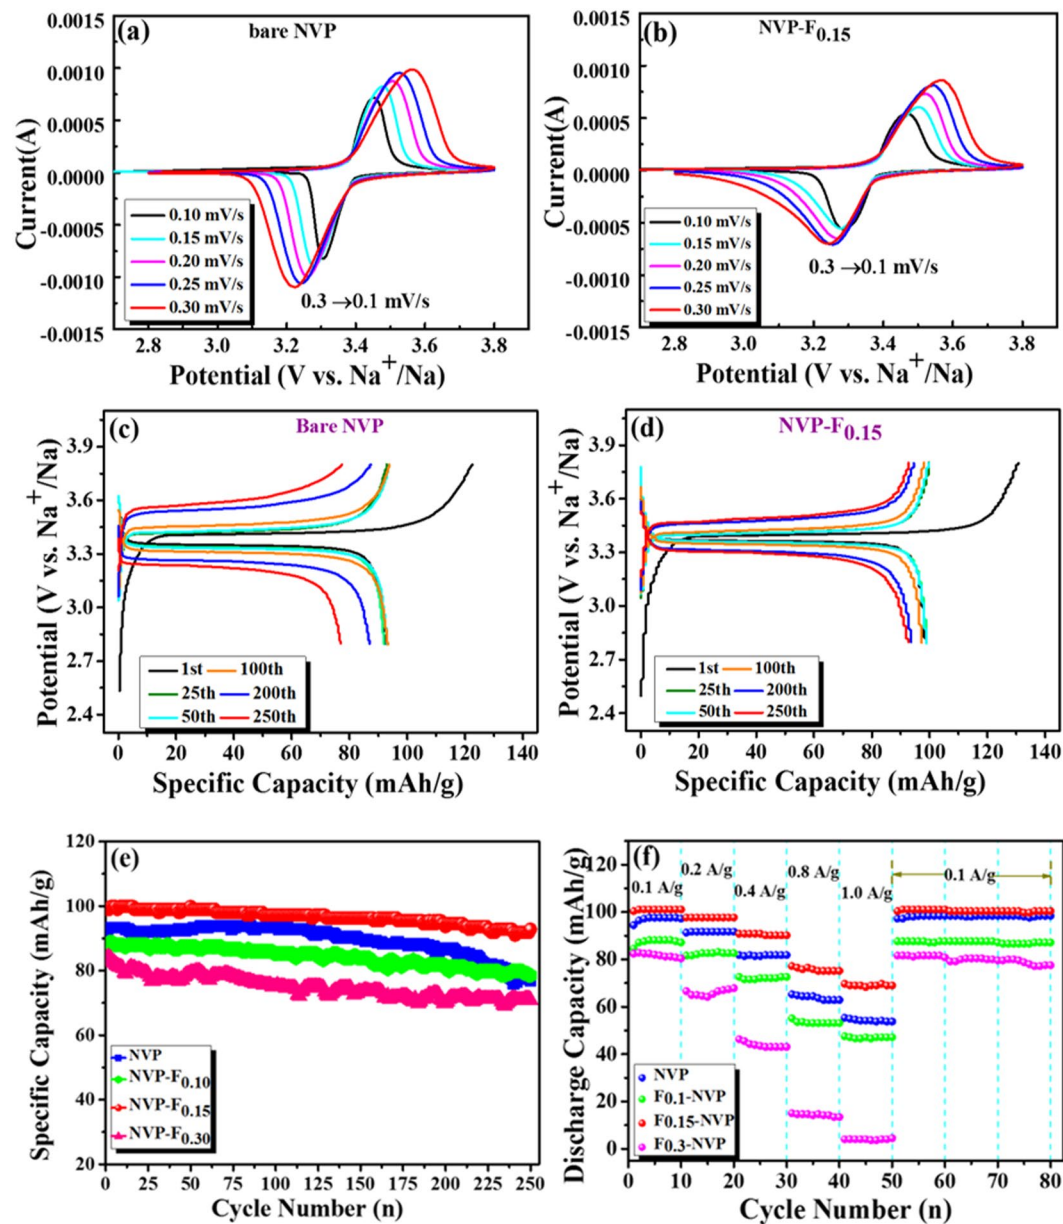 (a)
bare NVP
0.0015
0.0010
0.0005
0.0000
-0.0005
-0.0010
-0.0015
Current(A)
0.10 mV/s
0.15 mV/s
0.20 mV/s
0.25 mV/s
0.30 mV/s
0.3 →0.1 mV/s
2.8 3.0 3.2 3.4 3.6 3.8
Potential (V vs. Na+/Na)
(b)
NVP-F0.15
0.0015
0.0010
0.0005
0.0000
-0.0005
-0.0010
-0.0015
Current(A)
0.10 mV/s
0.15 mV/s
0.20 mV/s
0.25 mV/s
0.30 mV/s
0.3 →0.1 mV/s
2.8 3.0 3.2 3.4 3.6 3.8
Potential (V vs. Na+/Na)
(c)
Bare NVP
3.9
3.6
3.3
3.0
2.7
2.4
Potential (V vs. Na+/Na)
1st 100th
25th 200th
50th 250th
0 20 40 60 80 100 120 140
Specific Capacity (mAh/g)
(d)
NVP-F0.15
3.9
3.6
3.3
3.0
2.7
2.4
Potential (V vs. Na+/Na)
1st 100th
25th 200th
50th 250th
0 20 40 60 80 100 120 140
Specific Capacity (mAh/g)
(e)
120
100
80
60
40
20
Specific Capacity (mAh/g)
NVP
NVP-F0.10
NVP-F0.15
NVP-F0.30
0 25 50 75 100 125 150 175 200 225 250
Cycle Number (n)
(f)
120
100
80
60
40
20
0
Discharge Capacity (mAh/g)
0.1 A/g
0.2 A/g
0.4 A/g
0.8 A/g
1.0 A/g
0.1 A/g
NVP
F0.1-NVP
F0.15-NVP
F0.3-NVP
0 10 20 30 40 50 60 70 80
Cycle Number (n)